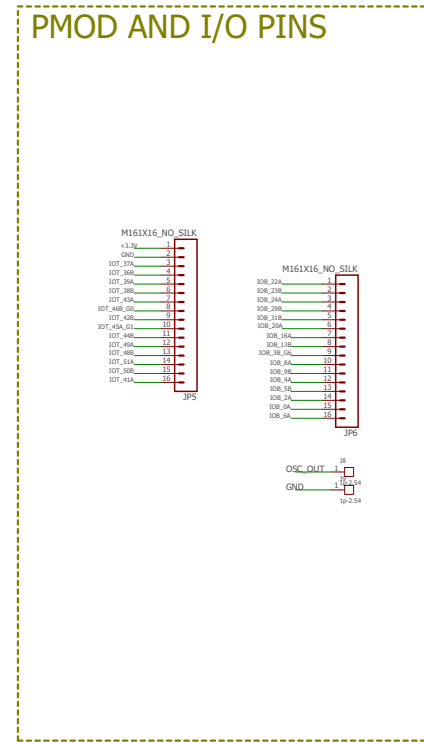 PMOD AND I/O PINS
M161X16_NO_SILK
+3.3V 1
GND 2
IOT_37A 3
IOT_36B 4
IOT_39A 5
IOT_38B 6
IOT_43A 7
IOT_46B_G0 8
IOT_42B 9
IOT_45A_G1 10
IOT_44B 11
IOT_49A 12
IOT_48B 13
IOT_51A 14
IOT_50B 15
IOT_41A 16
JP5
M161X16_NO_SILK
IOB_22A 1
IOB_23B 2
IOB_24A 3
IOB_29B 4
IOB_31B 5
IOB_20A 6
IOB_16A 7
IOB_13B 8
IOB_3B_G6 9
IOB_8A 10
IOB_9B 11
IOB_4A 12
IOB_5B 13
IOB_2A 14
IOB_0A 15
IOB_6A 16
JP6
J8
OSC_OUT 1
1p-2.54
GND 1
1p-2.54